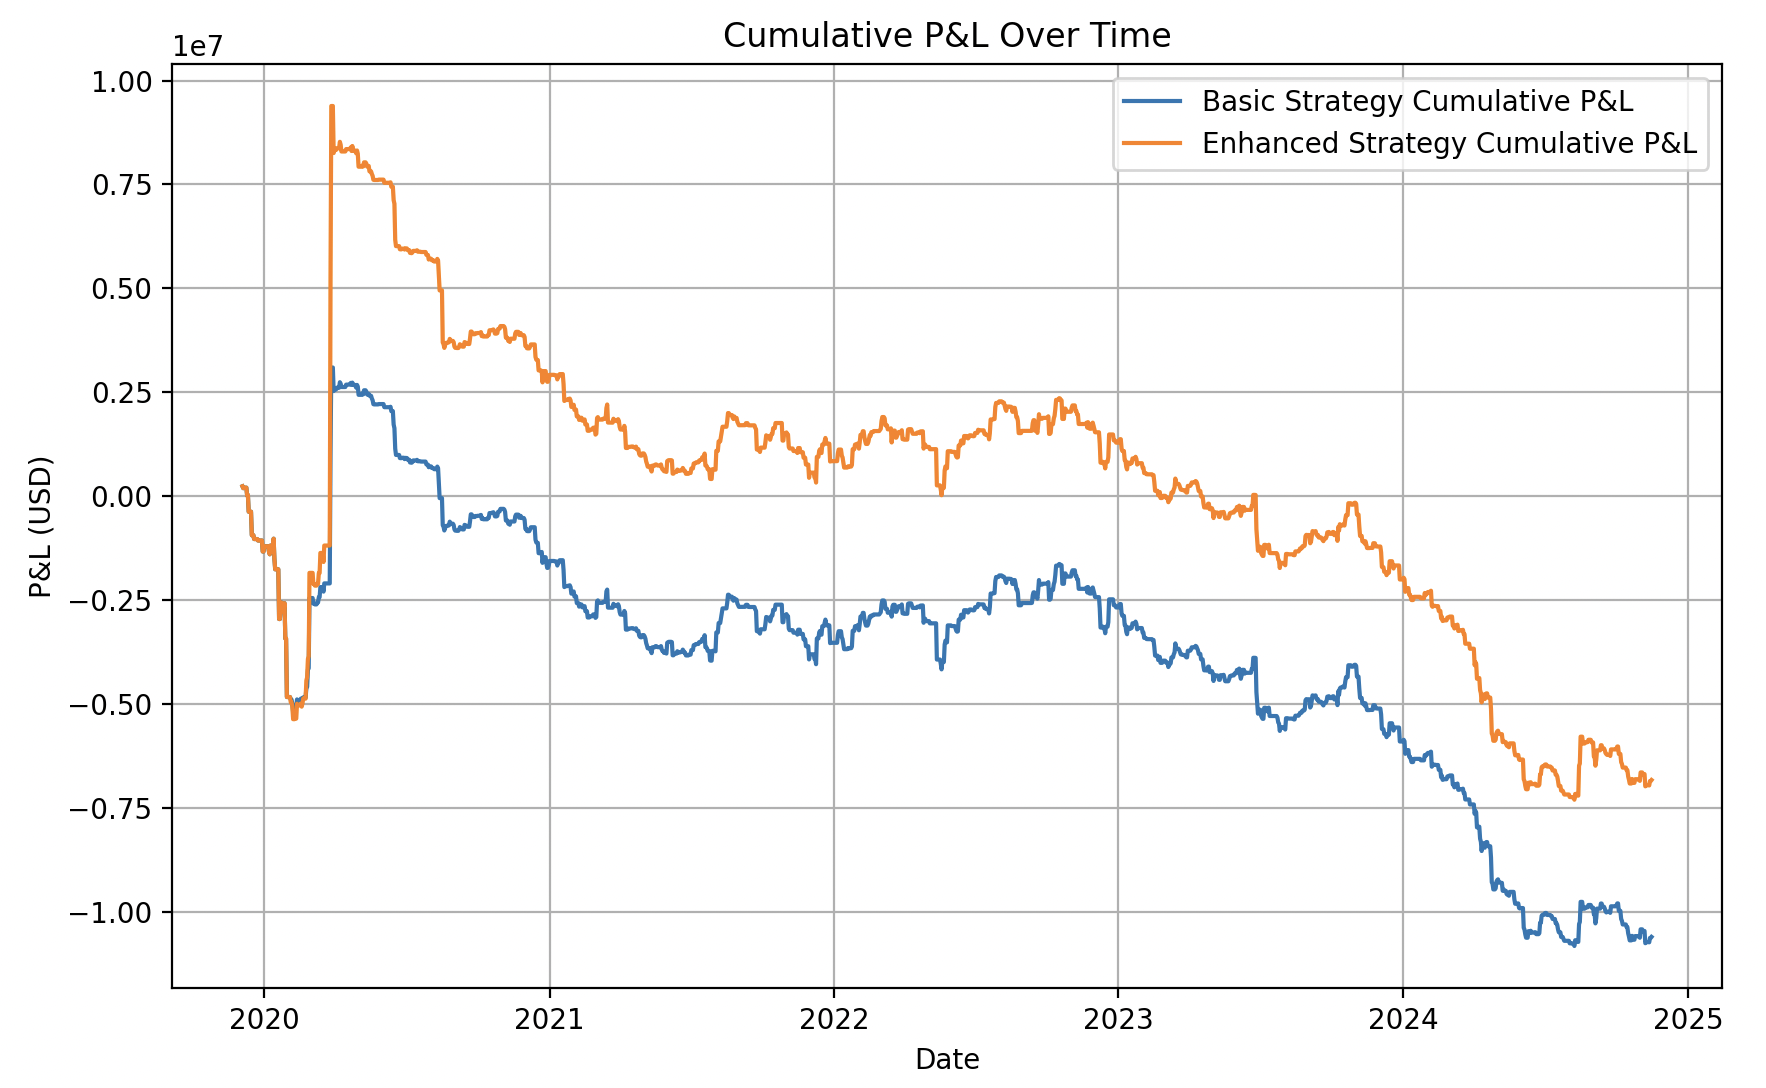 Cumulative P&L Over Time
1e7
1.00
0.75
0.50
0.25
0.00
−0.25
−0.50
−0.75
−1.00
P&L (USD)
Basic Strategy Cumulative P&L
Enhanced Strategy Cumulative P&L
2020 2021 2022 2023 2024 2025
Date